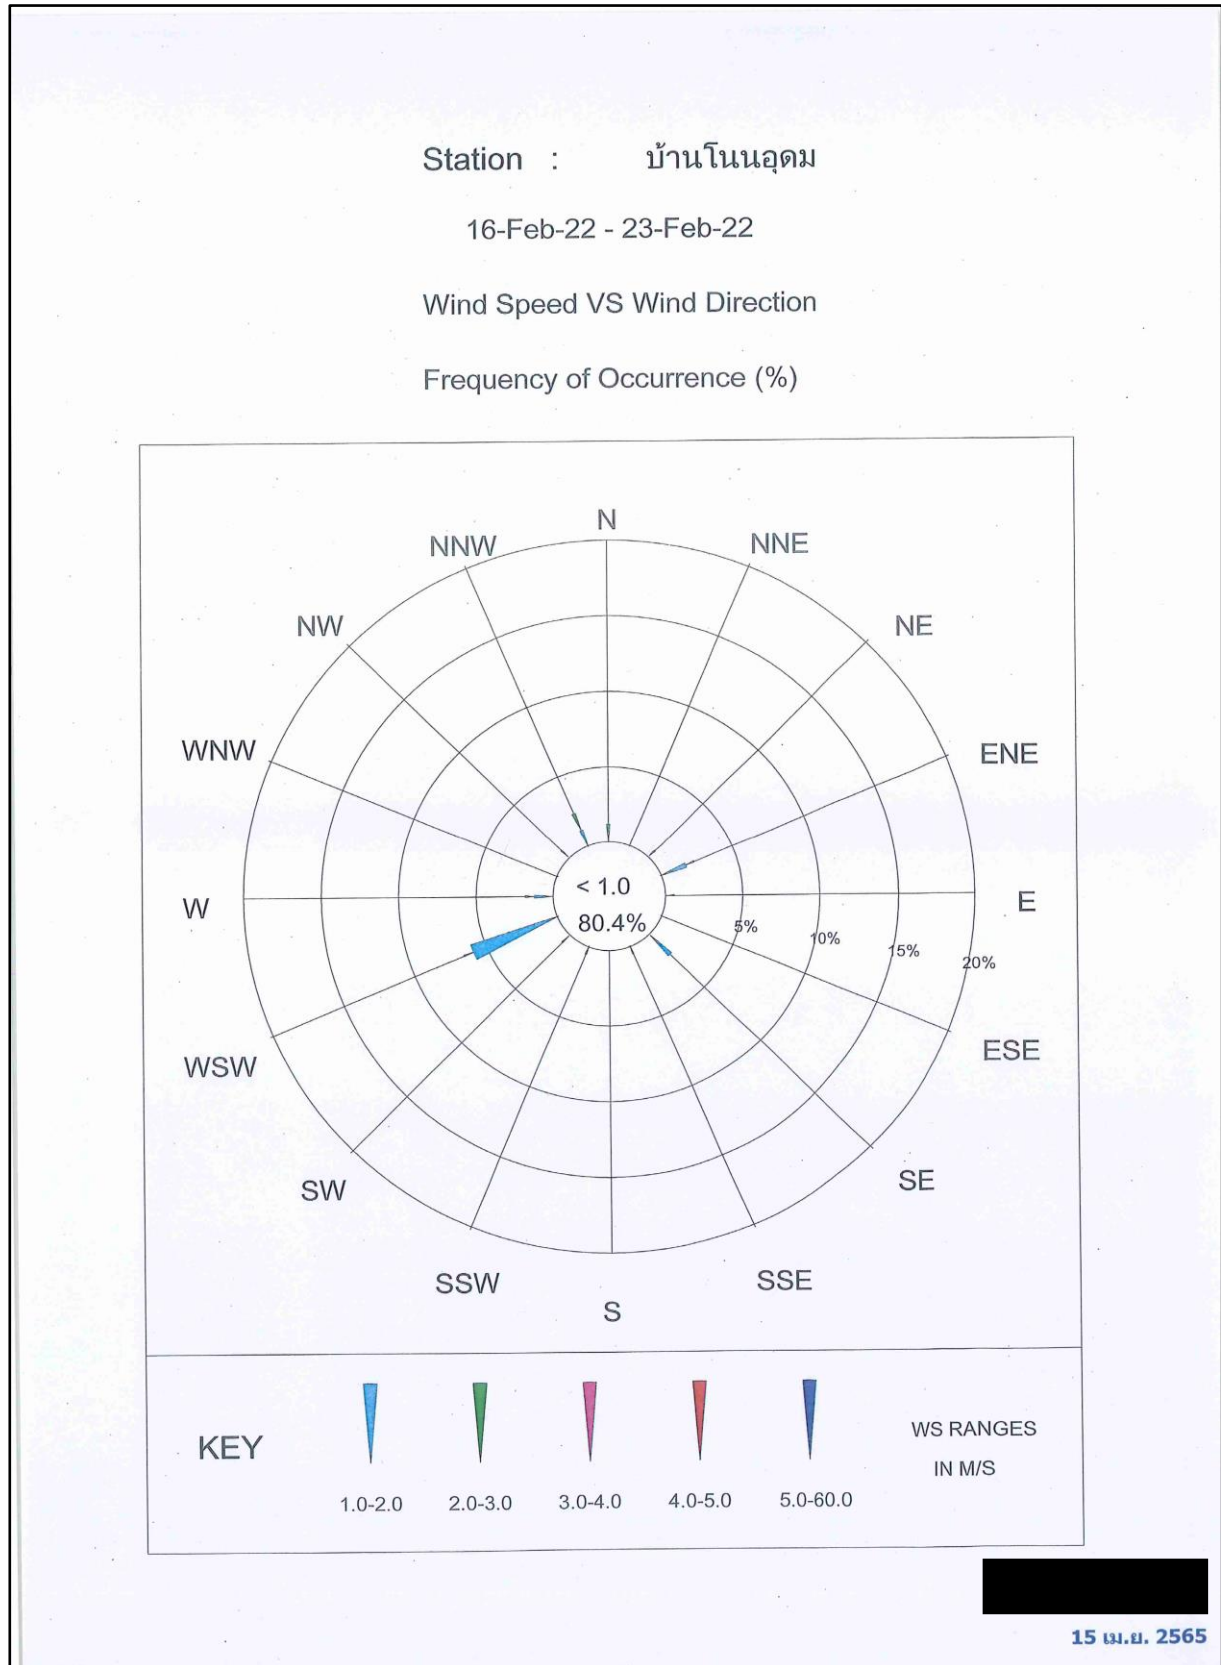 Station : บ้านโนนอุดม
16-Feb-22 - 23-Feb-22
Wind Speed VS Wind Direction
Frequency of Occurrence (%)
N
NNW NNE
NW NE
WNW ENE
< 1.0
W E
80.4% 5% 10% 15% 20%
WSW ESE
SW SE
SSW SSE
S
KEY
WS RANGES
IN M/S
1.0-2.0 2.0-3.0 3.0-4.0 4.0-5.0 5.0-60.0
15 เม.ย. 2565